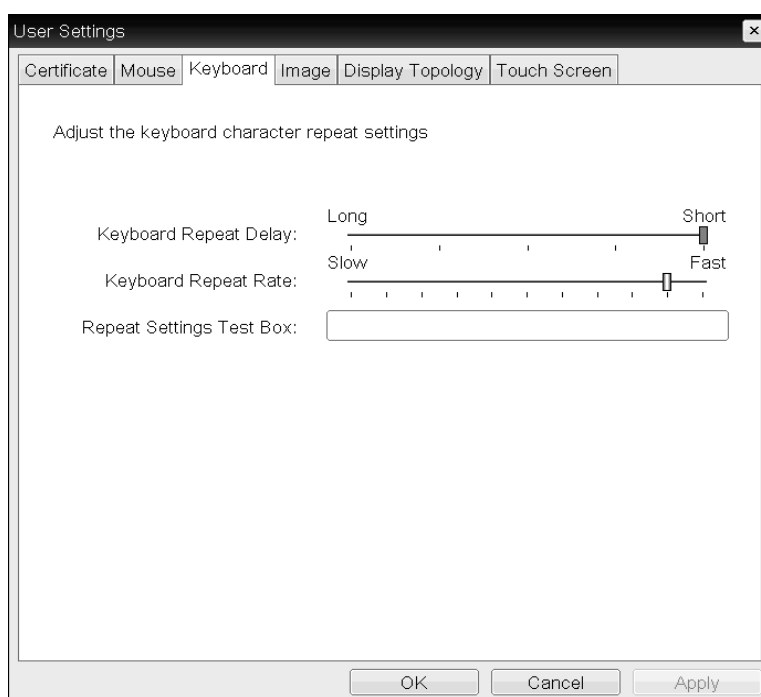 User Settings
Certificate Mouse Keyboard Image Display Topology Touch Screen
Adjust the keyboard character repeat settings
Long Short
Keyboard Repeat Delay:
Slow Fast
Keyboard Repeat Rate:
Repeat Settings Test Box:
OK Cancel Apply